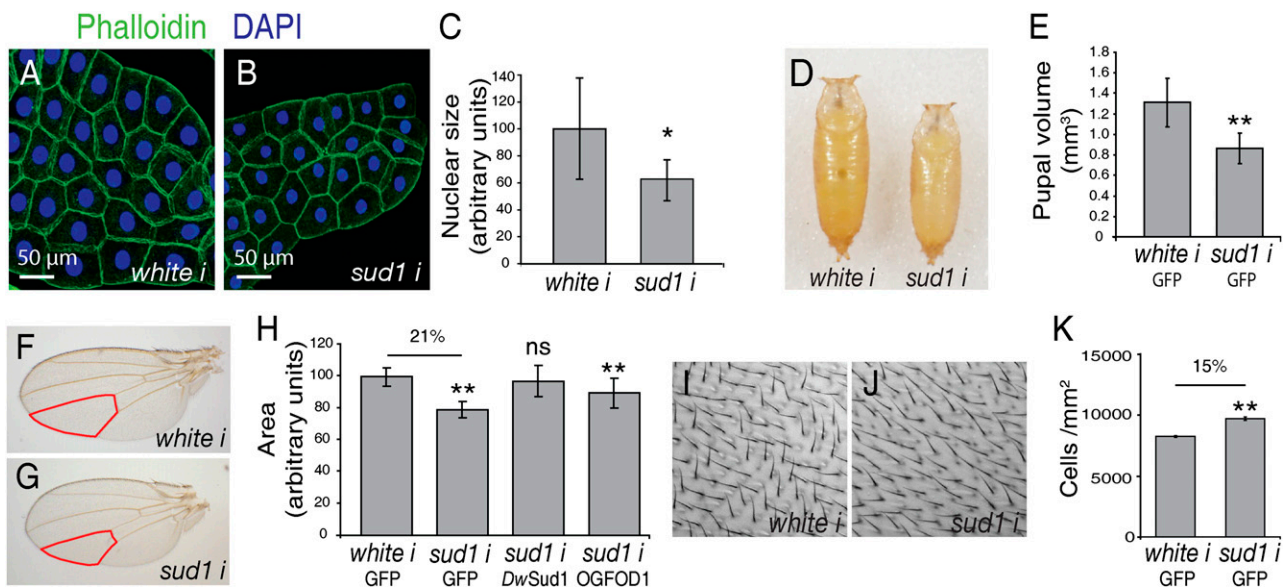 Phalloidin DAPI
A
50 µm
white i
B
50 µm
sud1 i
C
Nuclear size
(arbitrary units)
140
120
100
80
60
40
20
0
*
white i
sud1 i
D
white i
sud1 i
E
Pupal volume
(mm³)
1.8
1.6
1.4
1.2
1.0
0.8
0.6
0.4
0.2
0
**
white i
sud1 i
GFP
GFP
F
white i
G
sud1 i
H
Area
(arbitrary units)
120
100
80
60
40
20
100
0
21%
**
ns
**
white i
sud1 i
sud1 i
sud1 i
GFP
GFP
DwSud1
OGFOD1
I
white i
J
sud1 i
K
Cells /mm²
15000
10000
5000
0
15%
**
white i
sud1 i
GFP
GFP